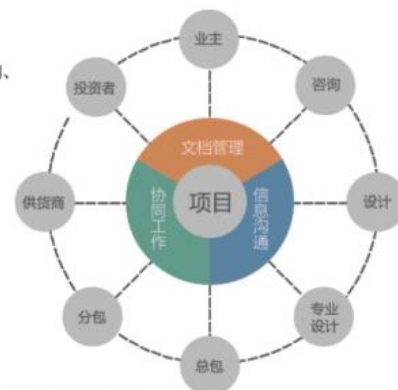 业主
投资者
咨询
文档管理
供货商
协同工作
项目
信息沟通
设计
分包
专业
设计
总包